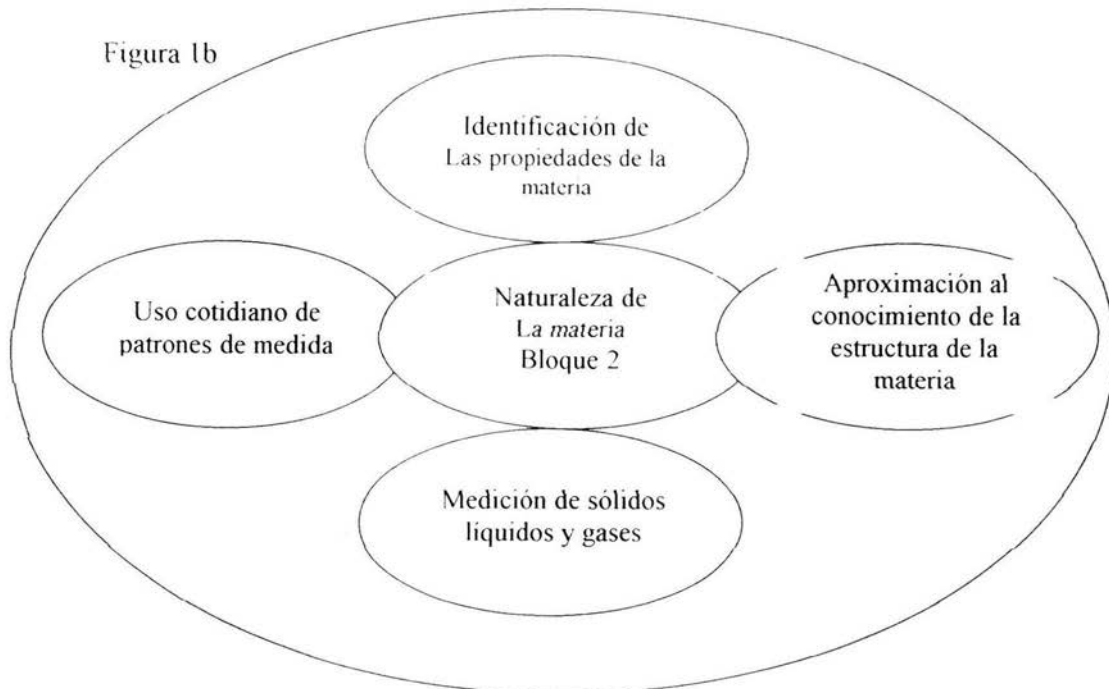 Figura 1b
Identificación de
Las propiedades de la
materia
Uso cotidiano de
patrones de medida
Naturaleza de
La materia
Bloque 2
Aproximación al
conocimiento de la
estructura de la
materia
Medición de sólidos
líquidos y gases